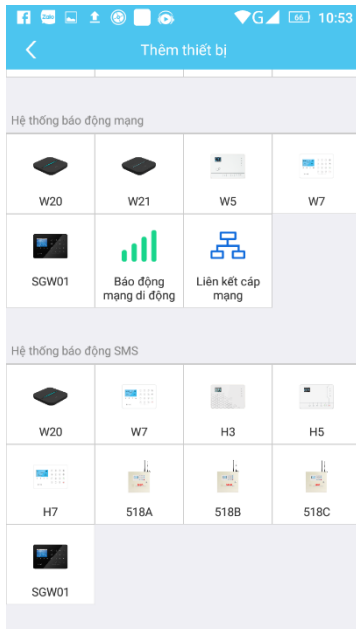 Zalo G 66 10:53
Thêm thiết bị
Hệ thống báo động mạng
W20 W21 W5 W7
SGW01 Báo động mạng di động Liên kết cáp mạng
Hệ thống báo động SMS
W20 W7 H3 H5
H7 518A 518B 518C
SGW01